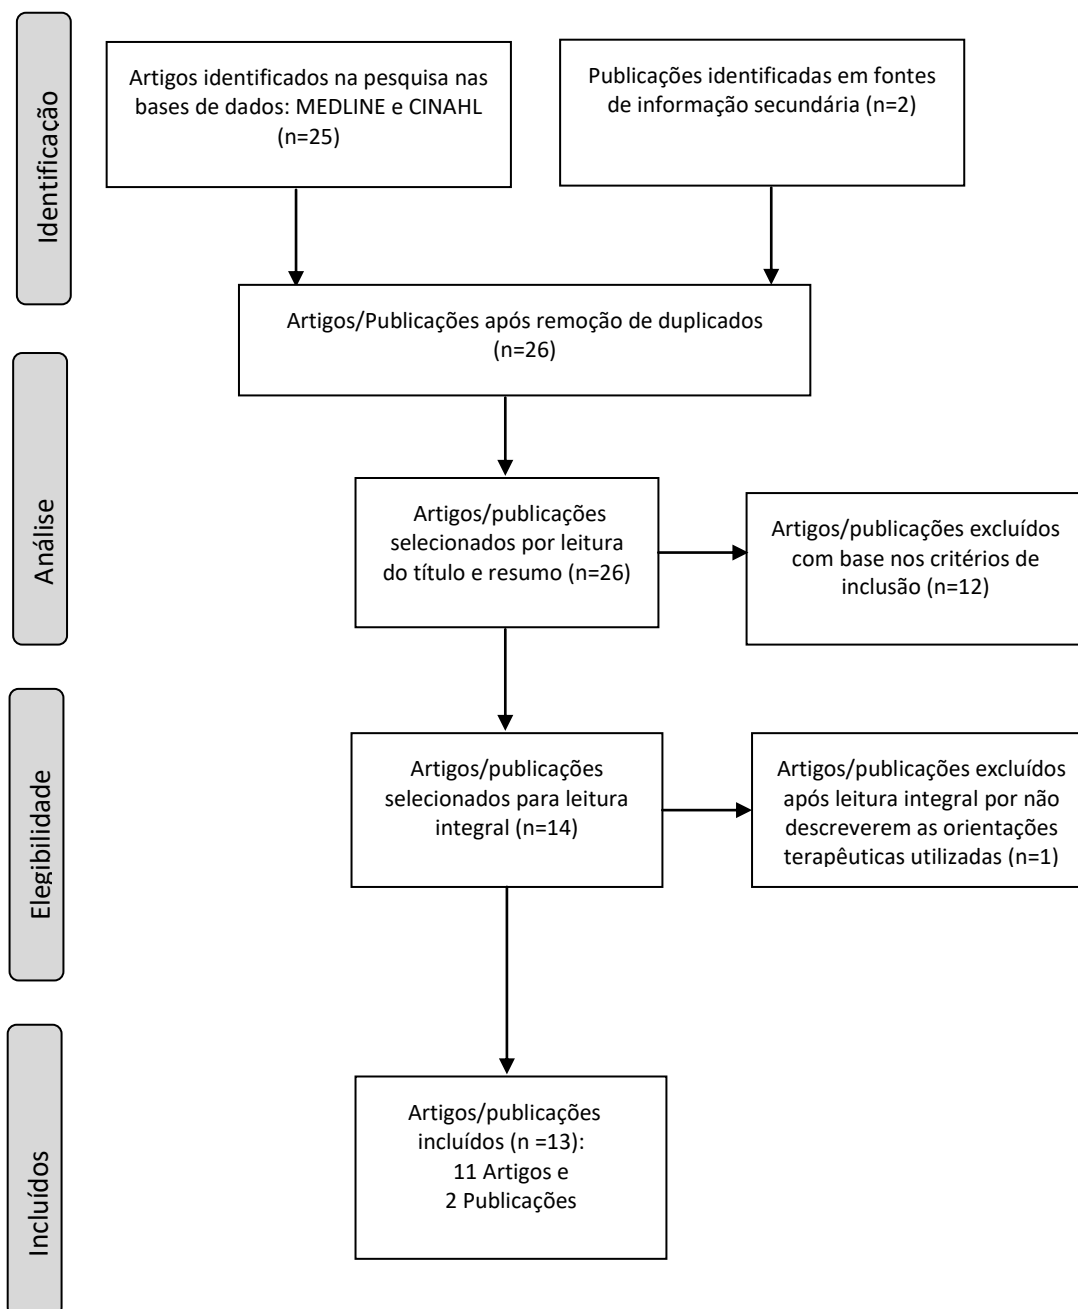 Identificação
Artigos identificados na pesquisa nas
bases de dados: MEDLINE e CINAHL
(n=25)
Publicações identificadas em fontes
de informação secundária (n=2)
Artigos/Publicações após remoção de duplicados
(n=26)
Análise
Artigos/publicações
selecionados por leitura
do título e resumo (n=26)
Artigos/publicações excluídos
com base nos critérios de
inclusão (n=12)
Elegibilidade
Artigos/publicações
selecionados para leitura
integral (n=14)
Artigos/publicações excluídos
após leitura integral por não
descreverem as orientações
terapêuticas utilizadas (n=1)
Incluídos
Artigos/publicações
incluídos (n =13):
11 Artigos e
2 Publicações